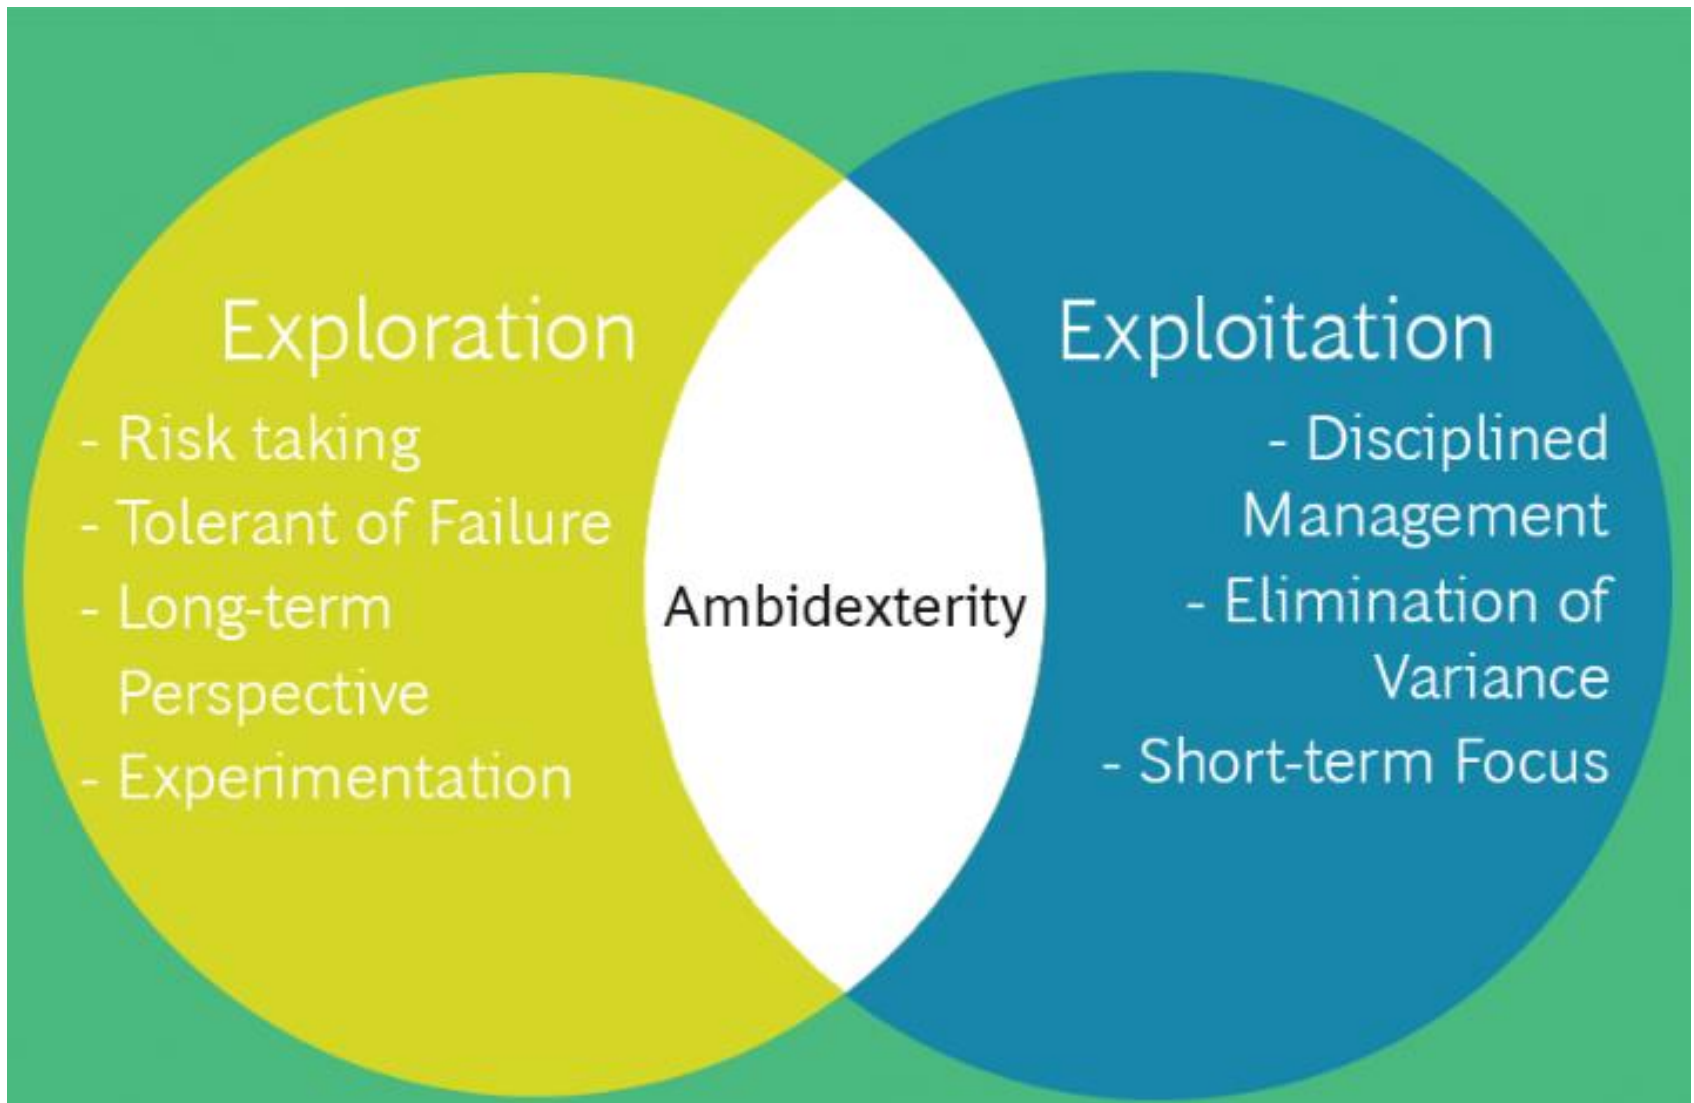 Exploration
- Risk taking
- Tolerant of Failure
- Long-term
Perspective
- Experimentation
Ambidexterity
Exploitation
- Disciplined
Management
- Elimination of
Variance
- Short-term Focus